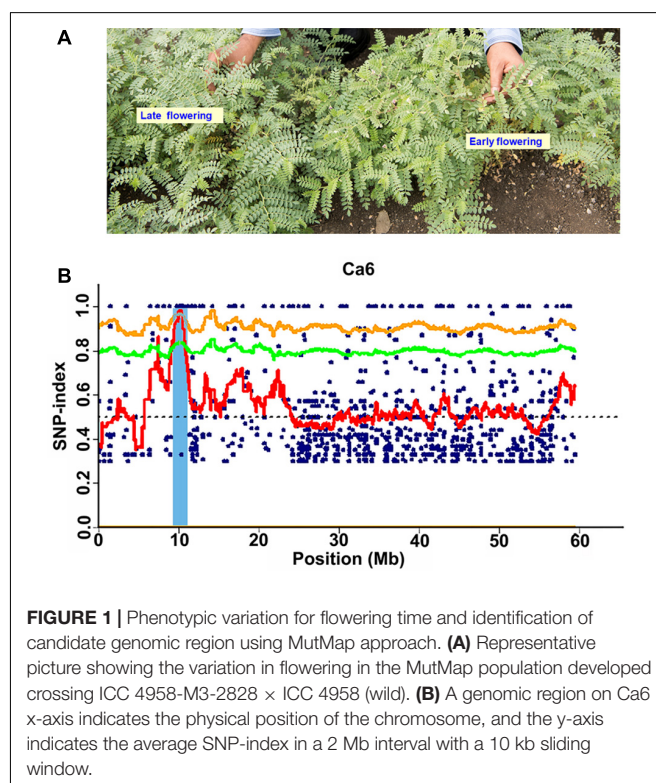 A
Late flowering
Early flowering
B
Ca6
SNP-index
1.0
0.8
0.6
0.4
0.2
0.0
0
10
20
30
40
50
60
Position (Mb)
FIGURE 1 | Phenotypic variation for flowering time and identification of
candidate genomic region using MutMap approach. (A) Representative
picture showing the variation in flowering in the MutMap population developed
crossing ICC 4958-M3-2828 × ICC 4958 (wild). (B) A genomic region on Ca6
x-axis indicates the physical position of the chromosome, and the y-axis
indicates the average SNP-index in a 2 Mb interval with a 10 kb sliding
window.